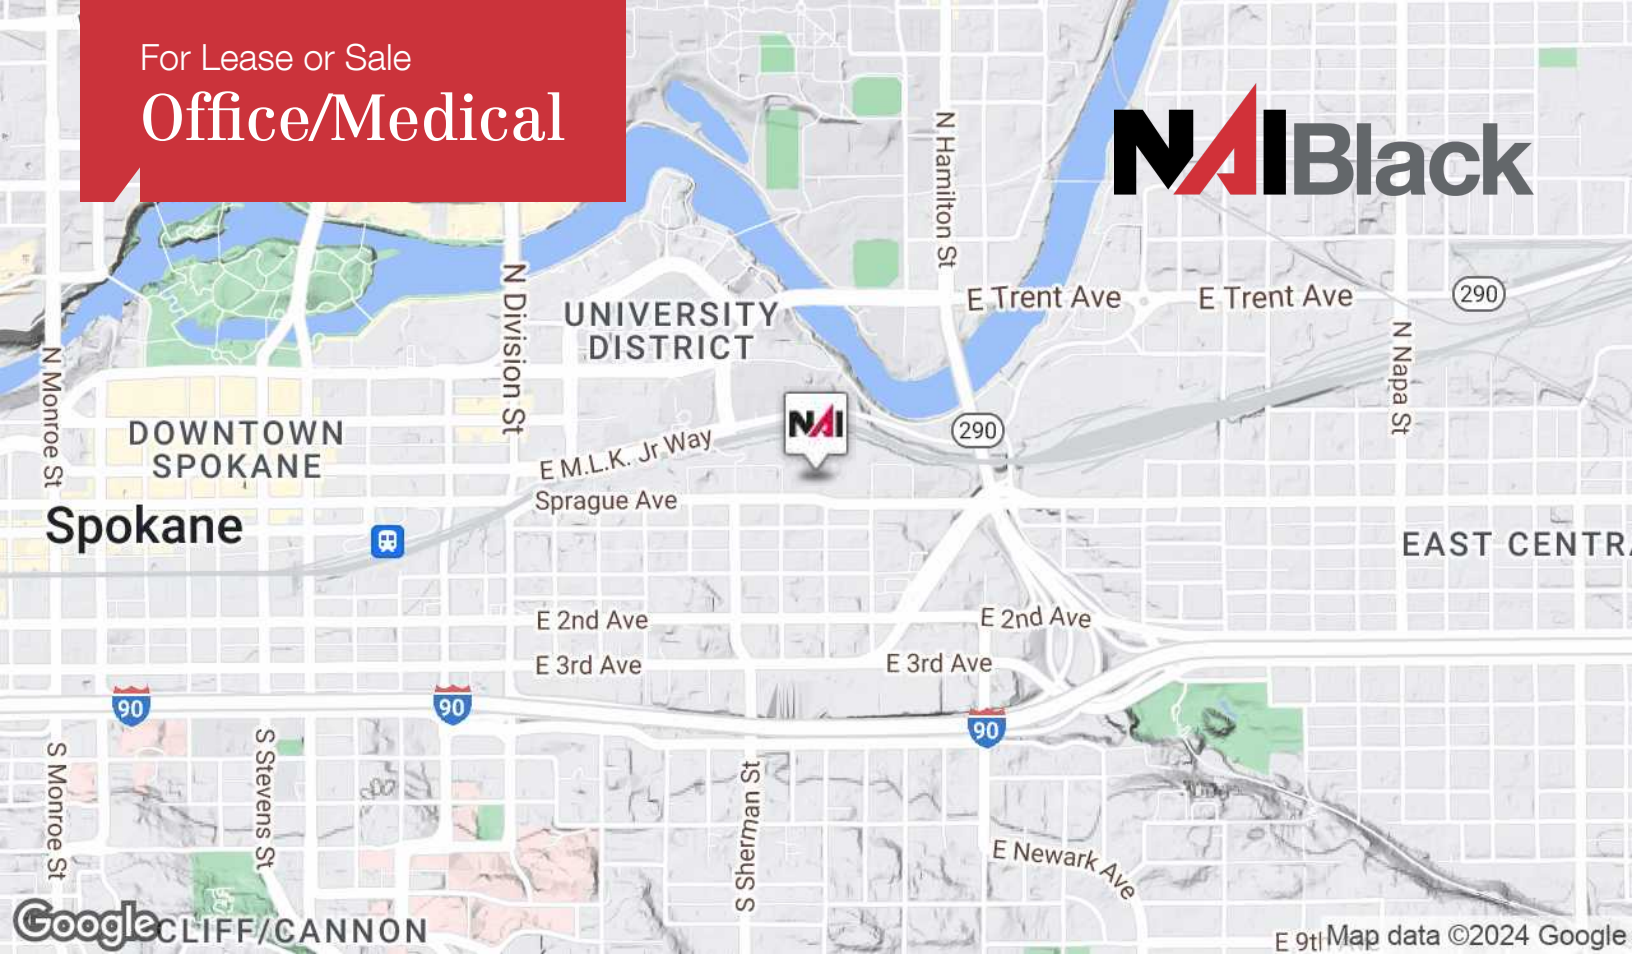 For Lease or Sale
Office/Medical
NAIBlack
N Hamilton St
E Trent Ave
E Trent Ave
290
N Division St
UNIVERSITY
DISTRICT
N Monroe St
N Napa St
NAI
290
DOWNTOWN
SPOKANE
E M.L.K. Jr Way
Sprague Ave
Spokane
EAST CENTR
E 2nd Ave
E 2nd Ave
E 3rd Ave
E 3rd Ave
90
90
90
S Monroe St
S Stevens St
S Sherman St
E Newark Ave
Google
CLIFF/CANNON
E 9th
Map data ©2024 Google